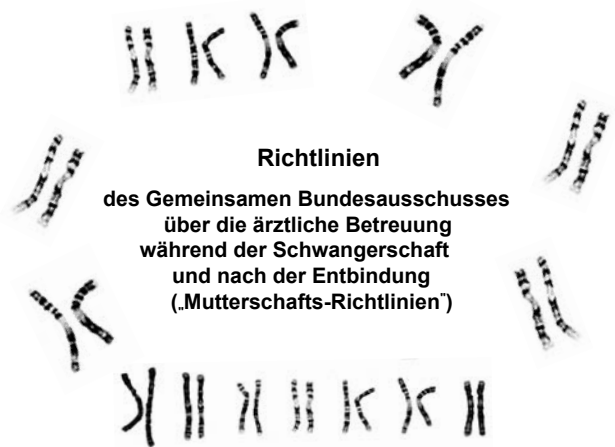 Richtlinien
des Gemeinsamen Bundesausschusses
über die ärztliche Betreuung
während der Schwangerschaft
und nach der Entbindung
(„Mutterschafts-Richtlinien")